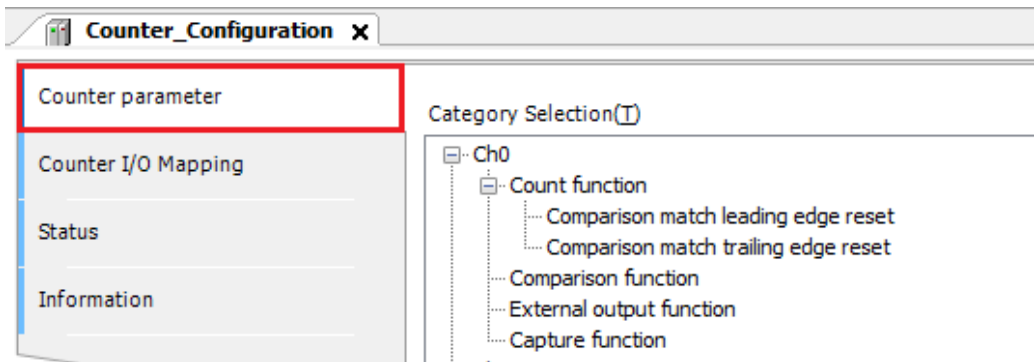 Counter_Configuration x
Counter parameter
Category Selection(T)
Counter I/O Mapping
Status
Information
Ch0
Count function
Comparison match leading edge reset
Comparison match trailing edge reset
Comparison function
External output function
Capture function